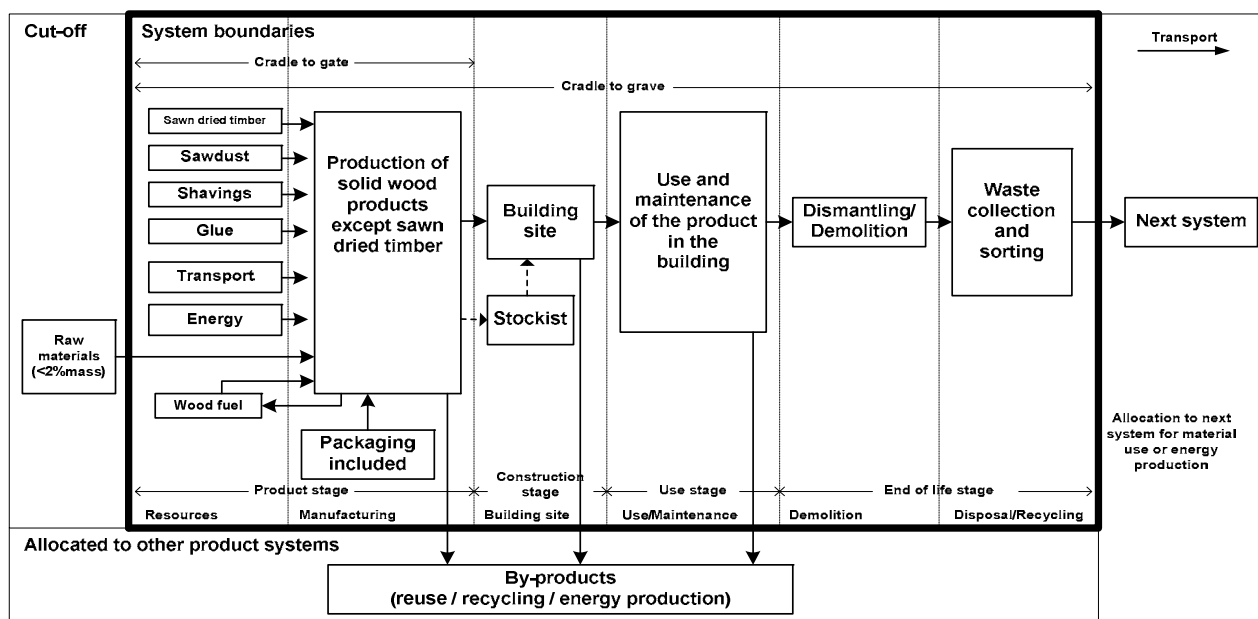 Cut-off
System boundaries
Transport
Cradle to gate
Cradle to grave
Sawn dried timber
Sawdust
Shavings
Glue
Transport
Energy
Raw
materials
(<2%mass)
Wood fuel
Production of
solid wood
products
except sawn
dried timber
Packaging
included
Building
site
Stockist
Use and
maintenance
of the product
in the
building
Dismantling/
Demolition
Waste
collection
and
sorting
Next system
Allocation to next
system for material
use or energy
production
Product stage
Construction
stage
Use stage
End of life stage
Resources
Manufacturing
Building site
Use/Maintenance
Demolition
Disposal/Recycling
Allocated to other product systems
By-products
(reuse / recycling / energy production)